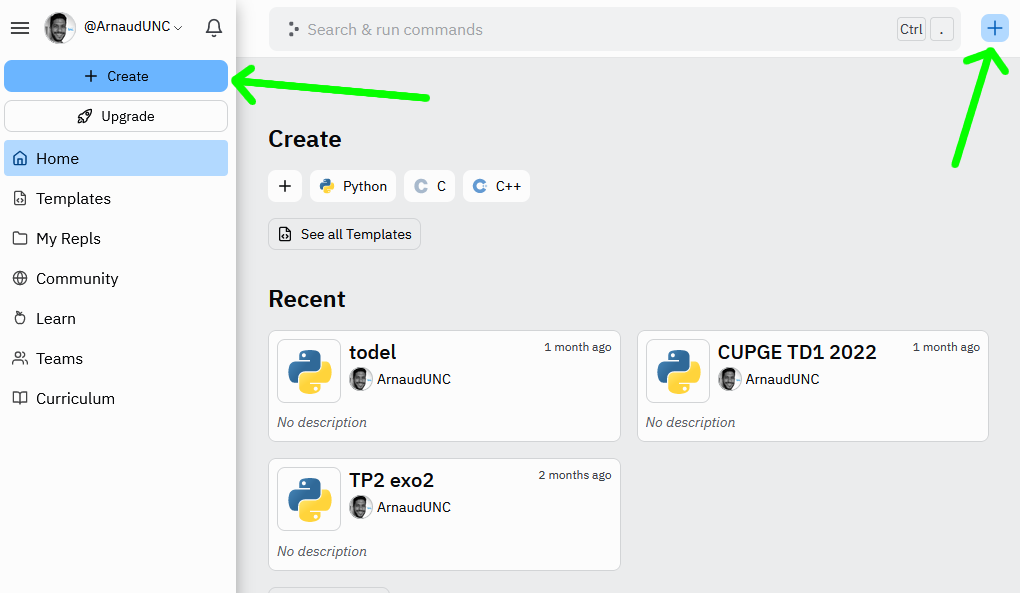 @ArnaudUNC
Search & run commands
Ctrl
.
+ Create
Upgrade
Home
Templates
My Repls
Community
Learn
Teams
Curriculum
Create
+ Python C C++
See all Templates
Recent
todel
1 month ago
ArnaudUNC
No description
CUPGE TD1 2022
1 month ago
ArnaudUNC
No description
TP2 exo2
2 months ago
ArnaudUNC
No description